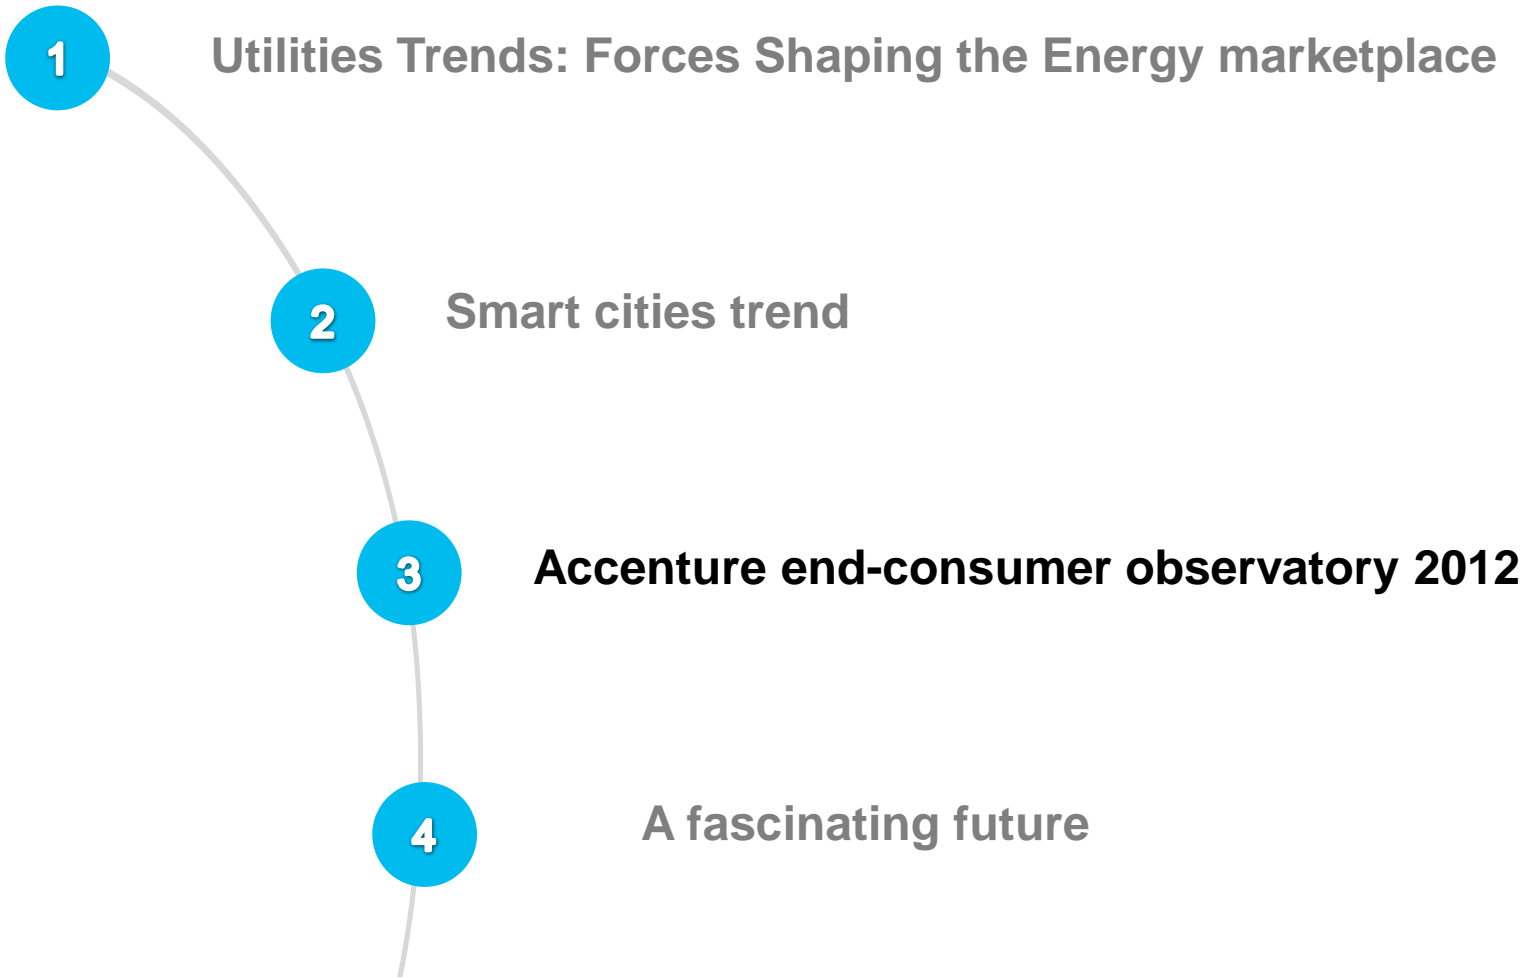 1 Utilities Trends: Forces Shaping the Energy marketplace
2 Smart cities trend
3 Accenture end-consumer observatory 2012
4 A fascinating future